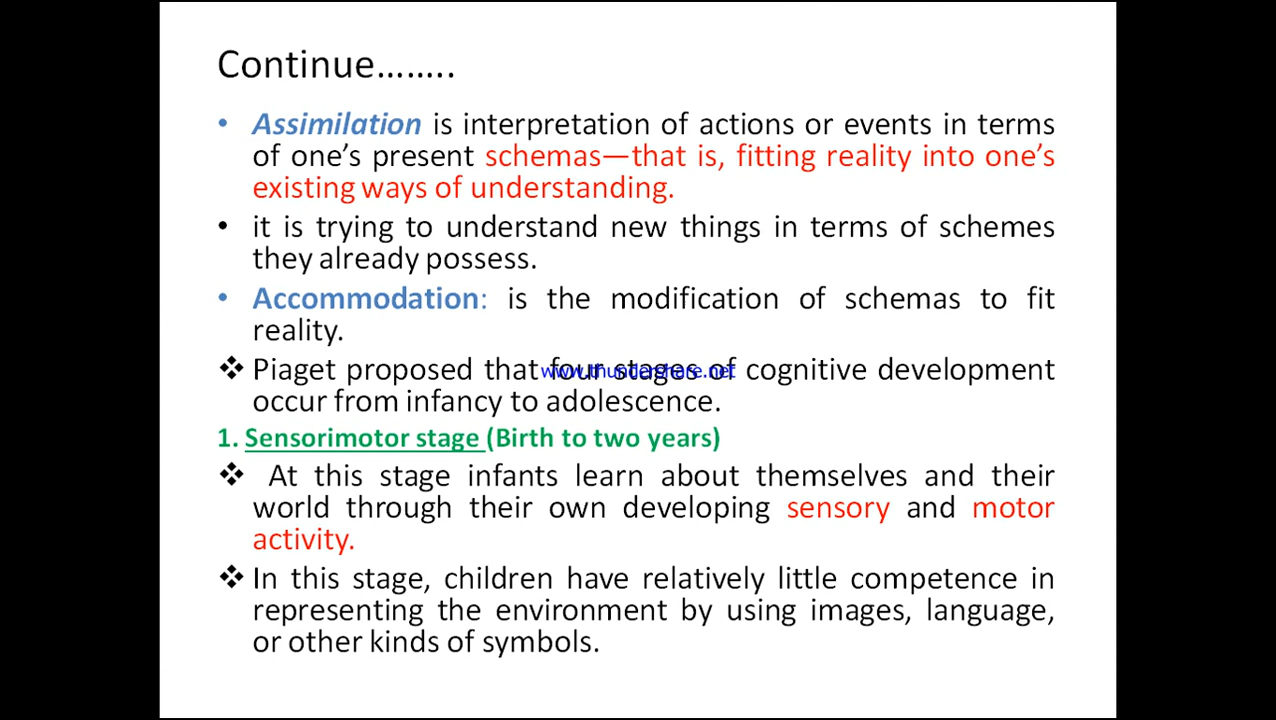 Continue........
• Assimilation is interpretation of actions or events in terms
of one’s present schemas—that is, fitting reality into one’s
existing ways of understanding.
• it is trying to understand new things in terms of schemes
they already possess.
• Accommodation: is the modification of schemas to fit
reality.
❖ Piaget proposed that four stages of cognitive development
www.thundershare.net
occur from infancy to adolescence.
1. Sensorimotor stage (Birth to two years)
❖ At this stage infants learn about themselves and their
world through their own developing sensory and motor
activity.
❖ In this stage, children have relatively little competence in
representing the environment by using images, language,
or other kinds of symbols.